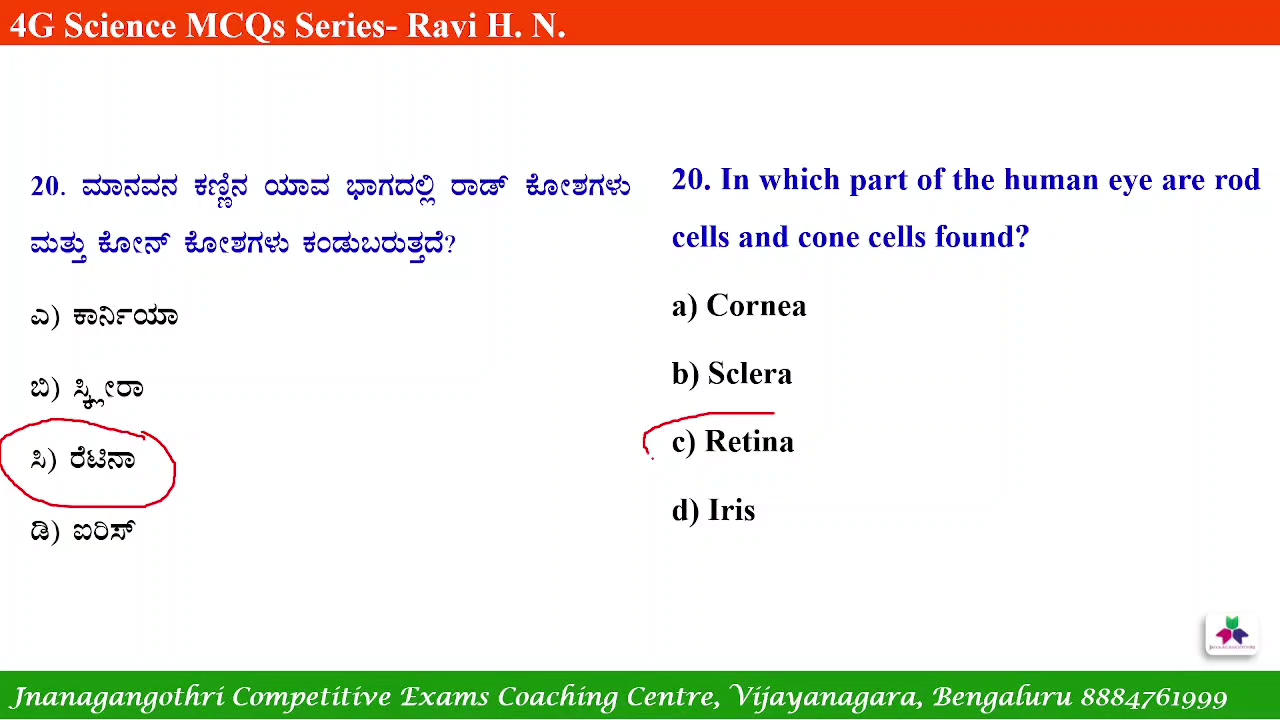 4G Science MCQs Series- Ravi H. N.
20. ಮಾನವನ ಕಣ್ಣಿನ ಯಾವ ಭಾಗದಲ್ಲಿ ರಾಡ್ ಕೋಶಗಳು
ಮತ್ತು ಕೋನ್ ಕೋಶಗಳು ಕಂಡುಬರುತ್ತದೆ?
ಎ) ಕಾರ್ನಿಯಾ
ಬಿ) ಸ್ಕ್ಲೀರಾ
ಸಿ) ರೆಟಿನಾ
ಡಿ) ಐರಿಸ್
20. In which part of the human eye are rod
cells and cone cells found?
a) Cornea
b) Sclera
c) Retina
d) Iris
JNANAGANGOTHRI
Jnanagangothri Competitive Exams Coaching Centre, Vijayanagara, Bengaluru 8884761999